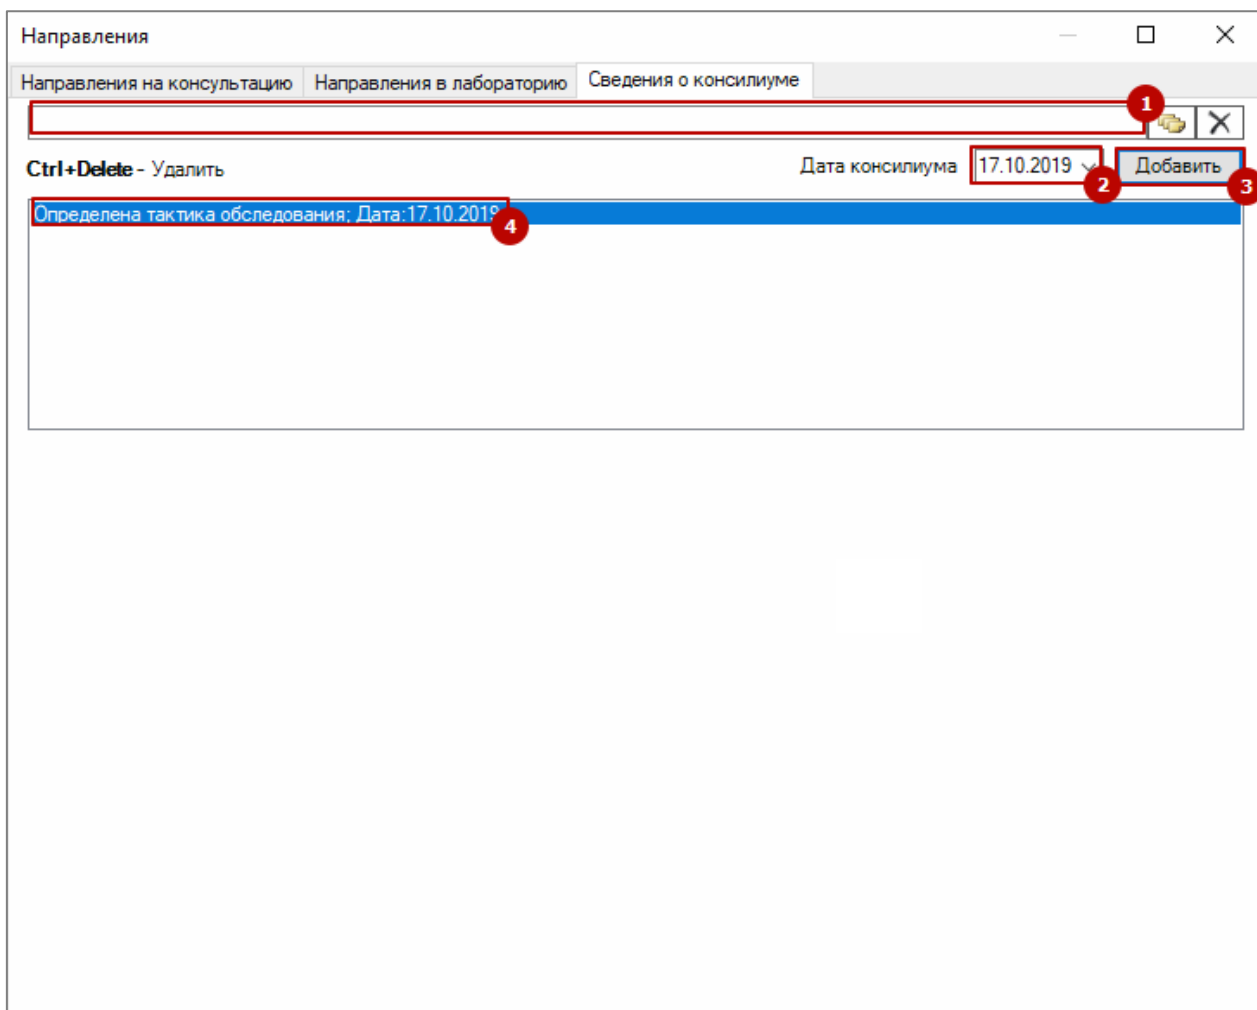 Направления
Направления на консультацию Направления в лабораторию Сведения о консилиуме
1
Ctrl+Delete - Удалить Дата консилиума 17.10.2019 Добавить
2 3
Определена тактика обследования; Дата:17.10.2019
4